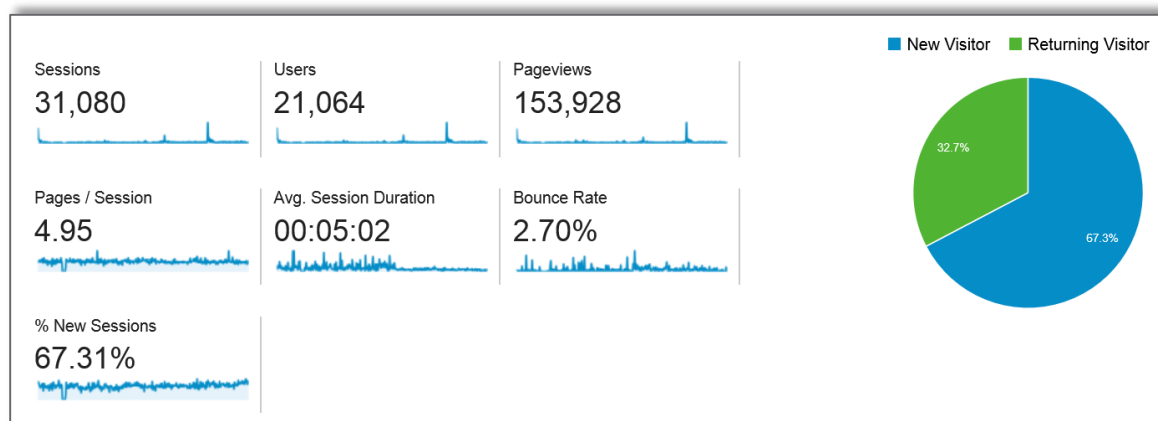 New Visitor
Returning Visitor
Sessions
31,080
Users
21,064
Pageviews
153,928
Pages / Session
4.95
Avg. Session Duration
00:05:02
Bounce Rate
2.70%
% New Sessions
67.31%
32.7%
67.3%